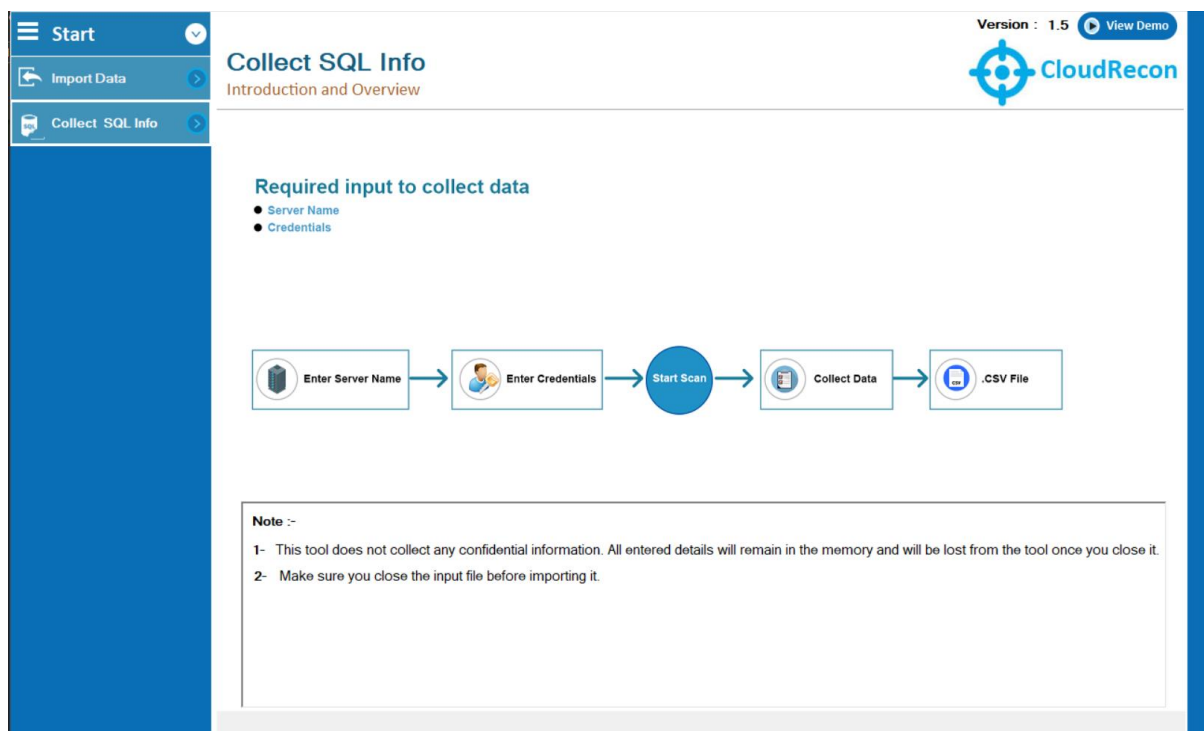 Start
Import Data
Collect SQL Info
Version : 1.5 View Demo
Collect SQL Info
Introduction and Overview
CloudRecon
Required input to collect data
● Server Name
● Credentials
Enter Server Name
Enter Credentials
Start Scan
Collect Data
.CSV File
Note :-
1- This tool does not collect any confidential information. All entered details will remain in the memory and will be lost from the tool once you close it.
2- Make sure you close the input file before importing it.